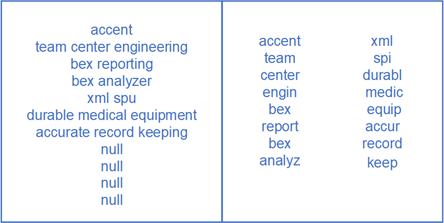 accent
team center engineering
bex reporting
bex analyzer
xml spu
durable medical equipment
accurate record keeping
null
null
null
null
accent
team
center
engin
bex
report
bex
analyz
xml
spi
durabl
medic
equip
accur
record
keep